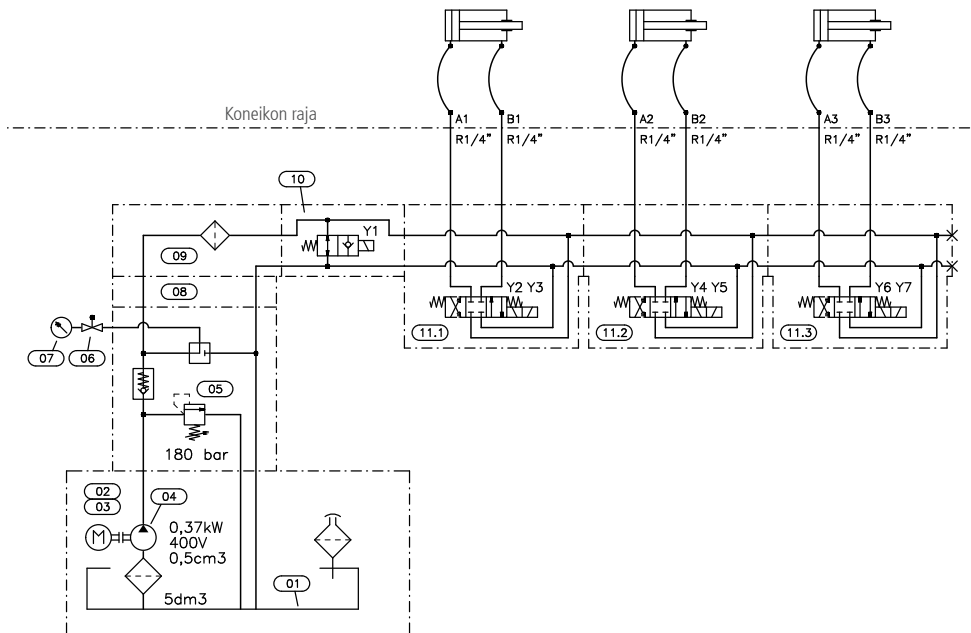 Koneikon raja
A1
B1
A2
B2
A3
B3
R1/4"
R1/4"
R1/4"
R1/4"
R1/4"
R1/4"
10
Y1
09
08
Y2 Y3
Y4 Y5
Y6 Y7
11.1
11.2
11.3
07
06
05
180 bar
02
03
04
M
0,37kW
400V
0,5cm3
01
5dm3